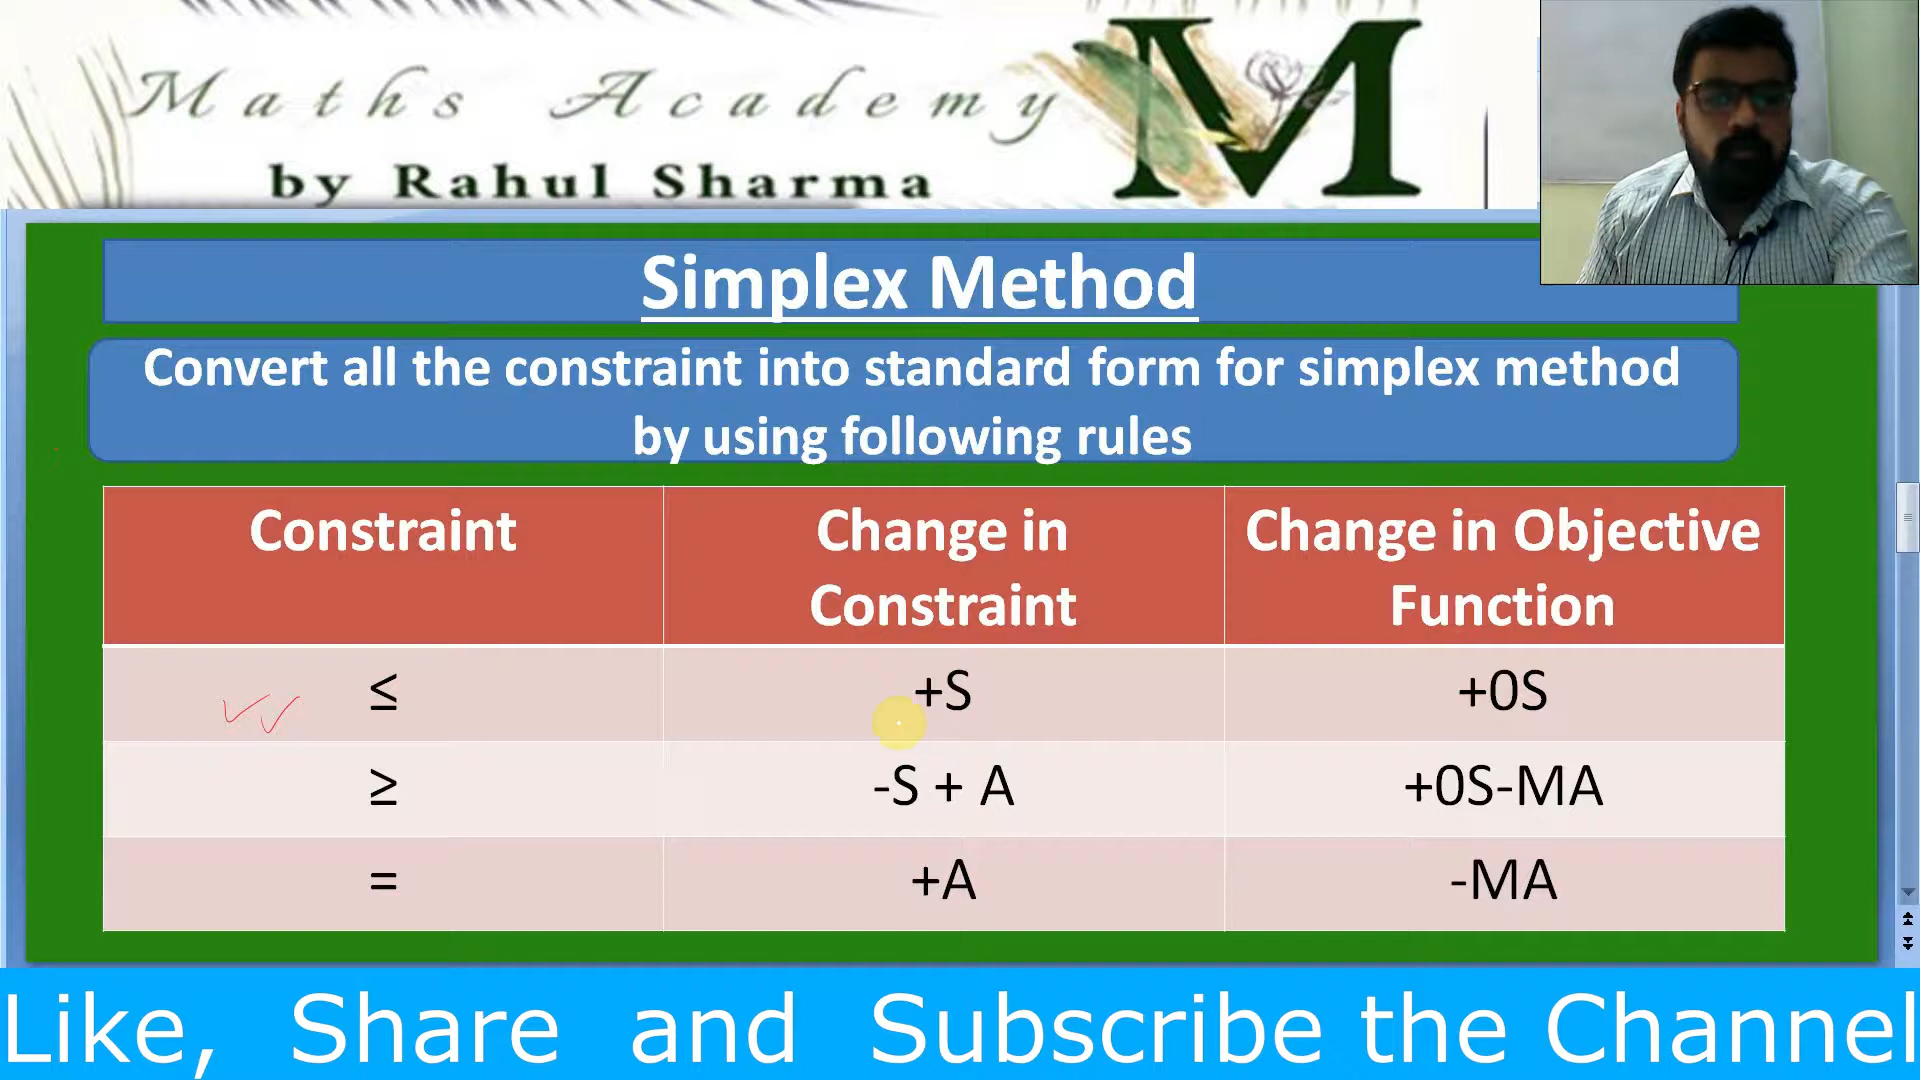 Maths Academy
by Rahul Sharma
M
Simplex Method
Convert all the constraint into standard form for simplex method
by using following rules
Constraint Change in Constraint Change in Objective Function
≤ +S +0S
≥ -S + A +0S-MA
= +A -MA
Like, Share and Subscribe the Channel